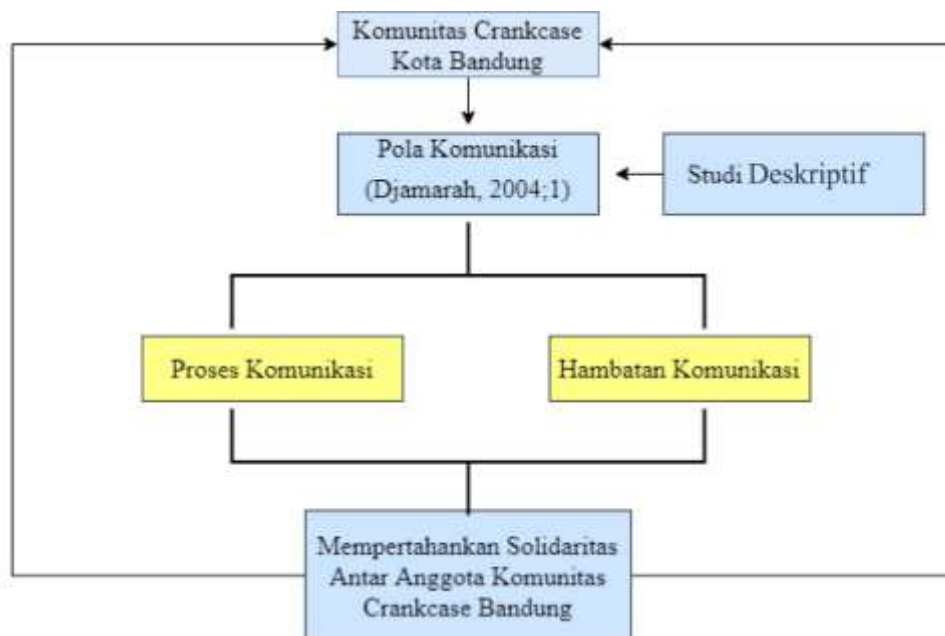 Komunitas Crankcase
Kota Bandung
Pola Komunikasi
(Djamarah, 2004;1)
Studi Deskriptif
Proses Komunikasi
Hambatan Komunikasi
Mempertahankan Solidaritas
Antar Anggota Komunitas
Crankcase Bandung